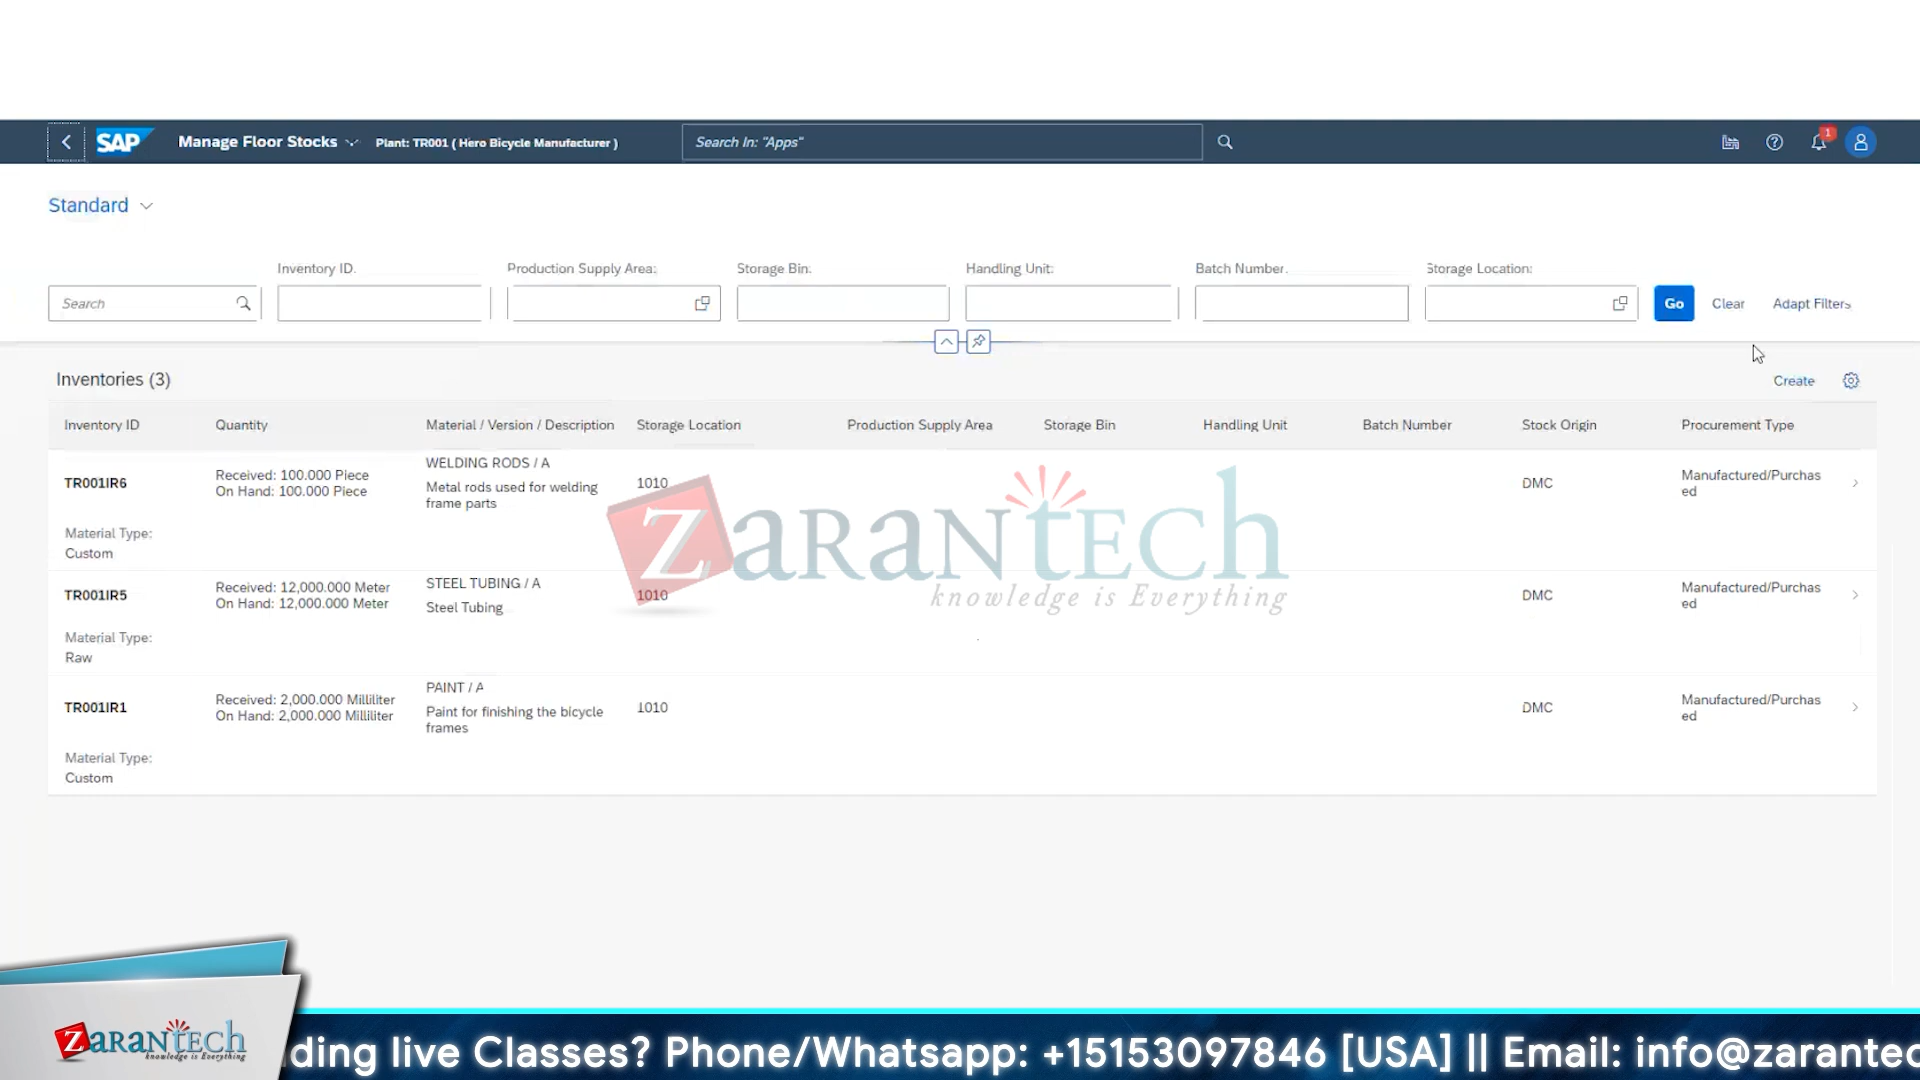 SAP Manage Floor Stocks Plant: TR001 ( Hero Bicycle Manufacturer ) Search In: "Apps" 1
Standard
Inventory ID. Production Supply Area: Storage Bin: Handling Unit: Batch Number. Storage Location:
Search Go Clear Adapt Filters
Inventories (3) Create
Inventory ID Quantity Material / Version / Description Storage Location Production Supply Area Storage Bin Handling Unit Batch Number Stock Origin Procurement Type
WELDING RODS / A
TR001IR6 Received: 100.000 Piece 1010 DMC Manufactured/Purchas
On Hand: 100.000 Piece Metal rods used for welding ed
frame parts
Material Type:
Custom
STEEL TUBING / A
TR001IR5 Received: 12,000.000 Meter 1010 DMC Manufactured/Purchas
On Hand: 12,000.000 Meter Steel Tubing ed
Material Type:
Raw
PAINT / A
TR001IR1 Received: 2,000.000 Milliliter 1010 DMC Manufactured/Purchas
On Hand: 2,000.000 Milliliter Paint for finishing the bicycle ed
frames
Material Type:
Custom
ZaranTech
knowledge is Everything
ZaranTech
knowledge is Everything
ding live Classes? Phone/Whatsapp: +15153097846 [USA] || Email: info@zarantec